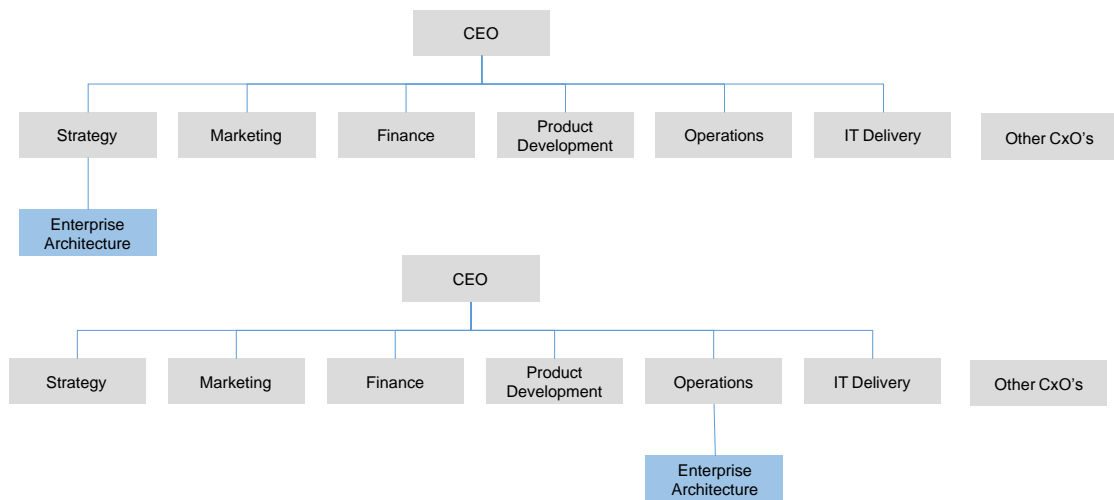 CEO
Strategy
Marketing
Finance
Product
Development
Operations
IT Delivery
Other CxO's
Enterprise
Architecture
CEO
Strategy
Marketing
Finance
Product
Development
Operations
IT Delivery
Other CxO's
Enterprise
Architecture